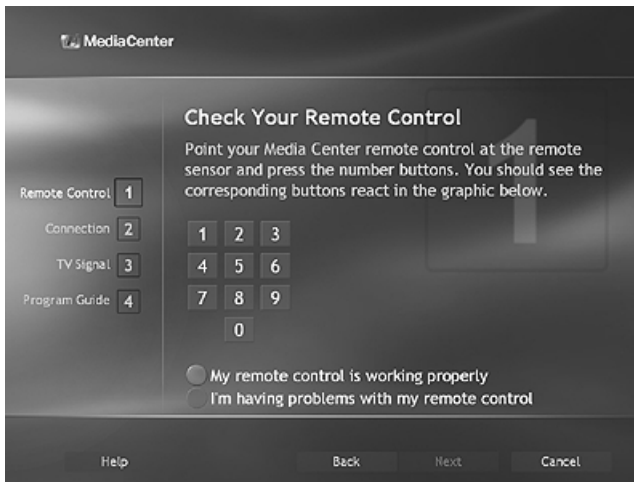 MediaCenter
Check Your Remote Control
Point your Media Center remote control at the remote
sensor and press the number buttons. You should see the
corresponding buttons react in the graphic below.
Remote Control 1
Connection 2
TV Signal 3
Program Guide 4
1
1 2 3
4 5 6
7 8 9
0
My remote control is working properly
I'm having problems with my remote control
Help Back Next Cancel